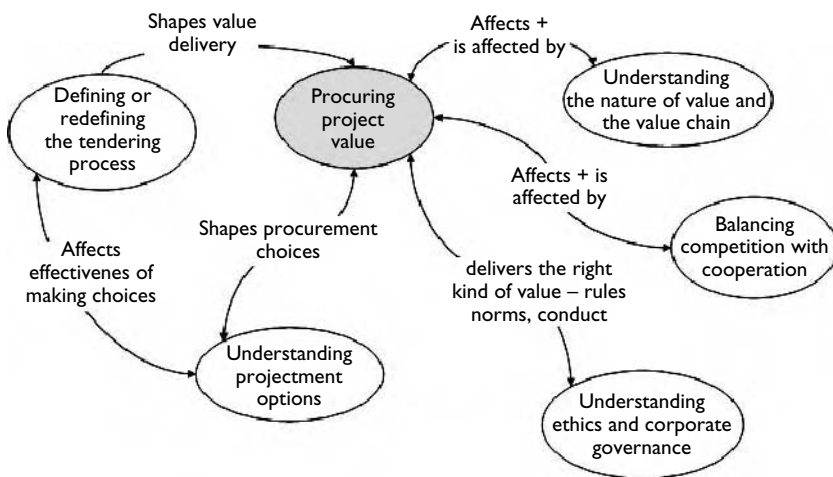 Shapes value
delivery
Affects +
is affected by
Defining or
redefining
the tendering
process
Procuring
project
value
Understanding
the nature of value and
the value chain
Affects + is
affected by
Shapes procurement
choices
Balancing
competition with
cooperation
Affects
effectivenes of
making choices
delivers the right
kind of value – rules
norms, conduct
Understanding
projectment
options
Understanding
ethics and corporate
governance